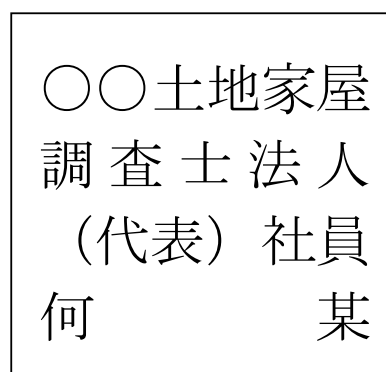 ○○土地家屋
調査士法人
（代表）社員
何　　　某